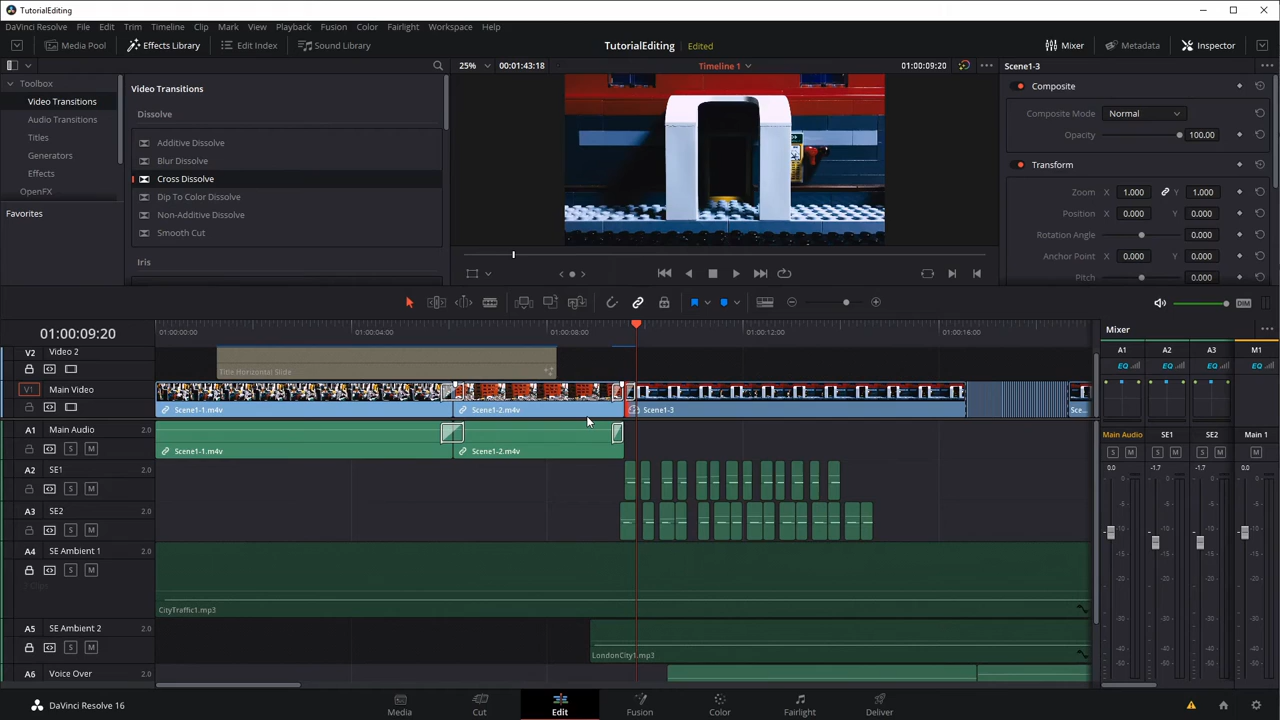 TutorialEditing
DaVinci Resolve File Edit Trim Timeline Clip Mark View Playback Fusion Color Fairlight Workspace Help
Media Pool Effects Library Edit Index Sound Library TutorialEditing Edited Mixer Metadata Inspector
25% 00:01:43:18 Timeline 1 01:00:09:20 Scene1-3
Toolbox
Video Transitions
Audio Transitions
Titles
Generators
Effects
OpenFX
Favorites
Video Transitions
Dissolve
Additive Dissolve
Blur Dissolve
Cross Dissolve
Dip To Color Dissolve
Non-Additive Dissolve
Smooth Cut
Iris
Composite
Composite Mode Normal
Opacity 100.00
Transform
Zoom X 1.000 Y 1.000
Position X 0.000 Y 0.000
Rotation Angle 0.000
Anchor Point X 0.000 Y 0.000
Pitch 0.000
DIM
01:00:09:20 01:00:00:00 01:00:04:00 01:00:08:00 01:00:12:00 01:00:16:00
V2 Video 2 Title Horizontal Slide
V1 Main Video
Scene1-1.m4v Scene1-2.m4v Scene1-3 Sce...
A1 Main Audio 2.0
S M Scene1-1.m4v Scene1-2.m4v
A2 SE1 2.0
S M
A3 SE2 2.0
S M
A4 SE Ambient 1 2.0
S M
CityTraffic1.mp3
A5 SE Ambient 2 2.0
S M LondonCity1.mp3
A6 Voice Over 2.0
Mixer
A1 A2 A3 M1
EQ EQ EQ EQ
Main Audio SE1 SE2 Main 1
S M S M S M M
0.0 -1.7 -1.7 0.0
DaVinci Resolve 16 Media Cut Edit Fusion Color Fairlight Deliver